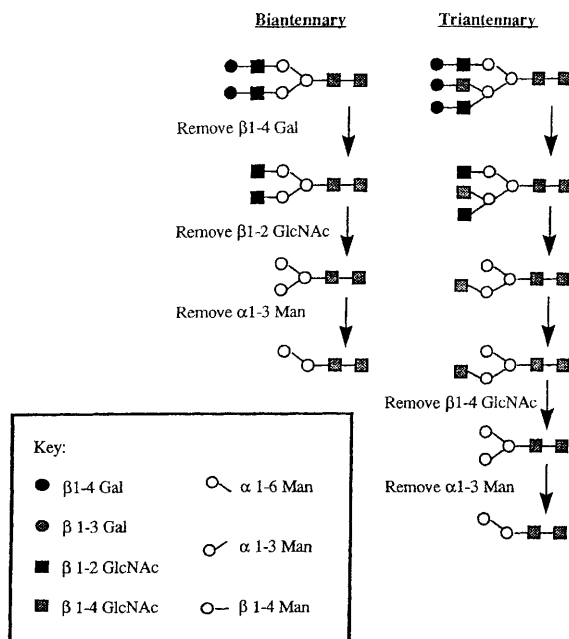 Biantennary
Triantennary
Remove β1-4 Gal
Remove β1-2 GlcNAc
Remove α1-3 Man
Remove β1-4 GlcNAc
Remove α1-3 Man
Key:
β1-4 Gal
β 1-3 Gal
β 1-2 GlcNAc
β 1-4 GlcNAc
α 1-6 Man
α 1-3 Man
β 1-4 Man